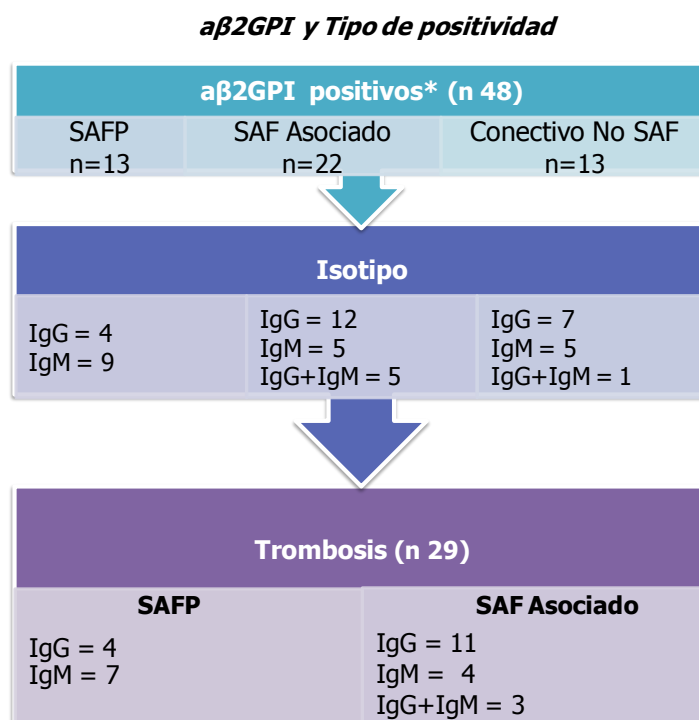 aβ2GPI y Tipo de positividad
aβ2GPI positivos* (n 48)
SAFP
n=13
SAF Asociado
n=22
Conectivo No SAF
n=13
Isotipo
IgG = 4
IgM = 9
IgG = 12
IgM = 5
IgG+IgM = 5
IgG = 7
IgM = 5
IgG+IgM = 1
Trombosis (n 29)
SAFP
IgG = 4
IgM = 7
SAF Asociado
IgG = 11
IgM = 4
IgG+IgM = 3